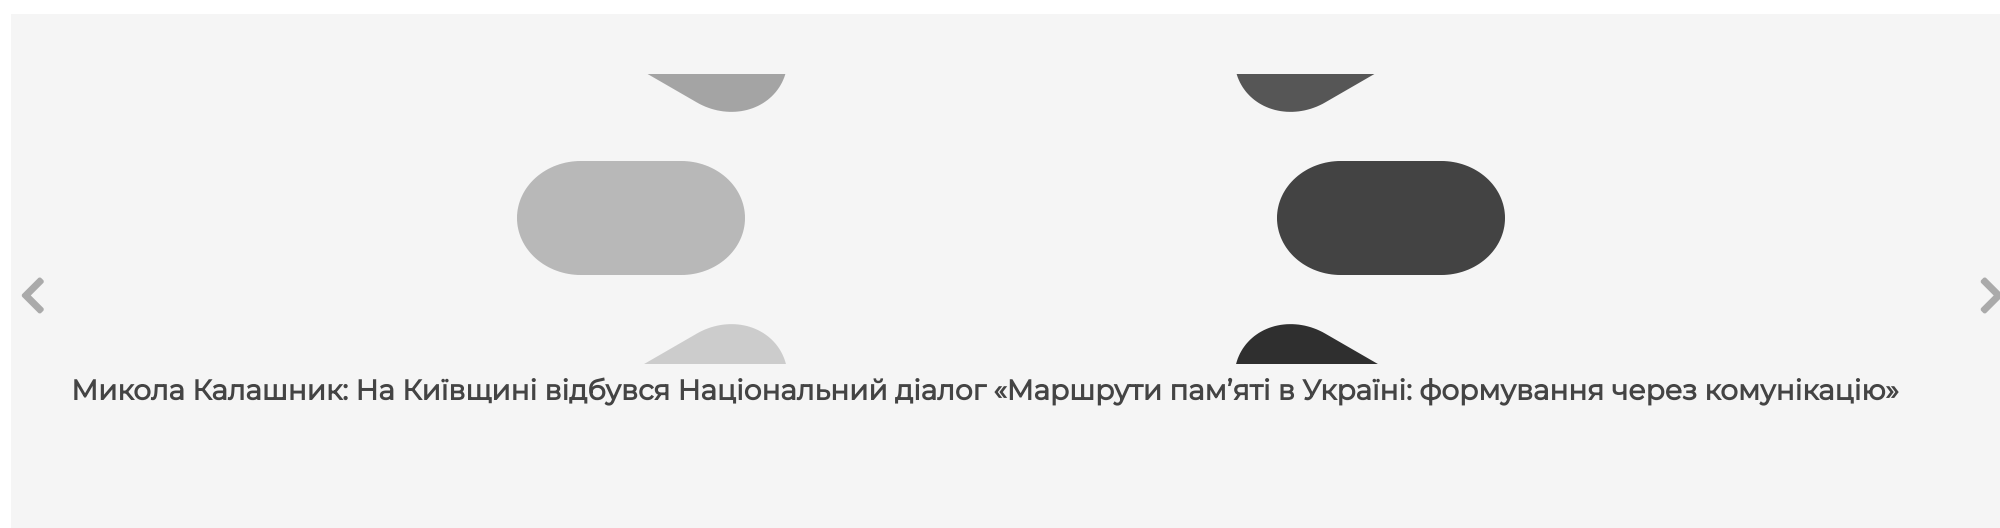 Микола Калашник: На Київщині відбувся Національний діалог «Маршрути пам’яті в Україні: формування через комунікацію»